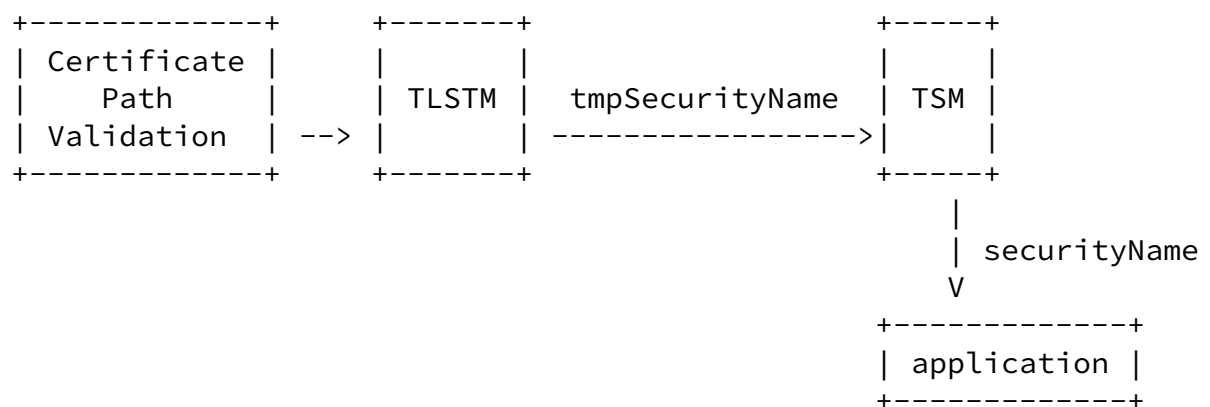 Certificate
Path
Validation
-->
TLSTM
tmpSecurityName
TSM
securityName
application